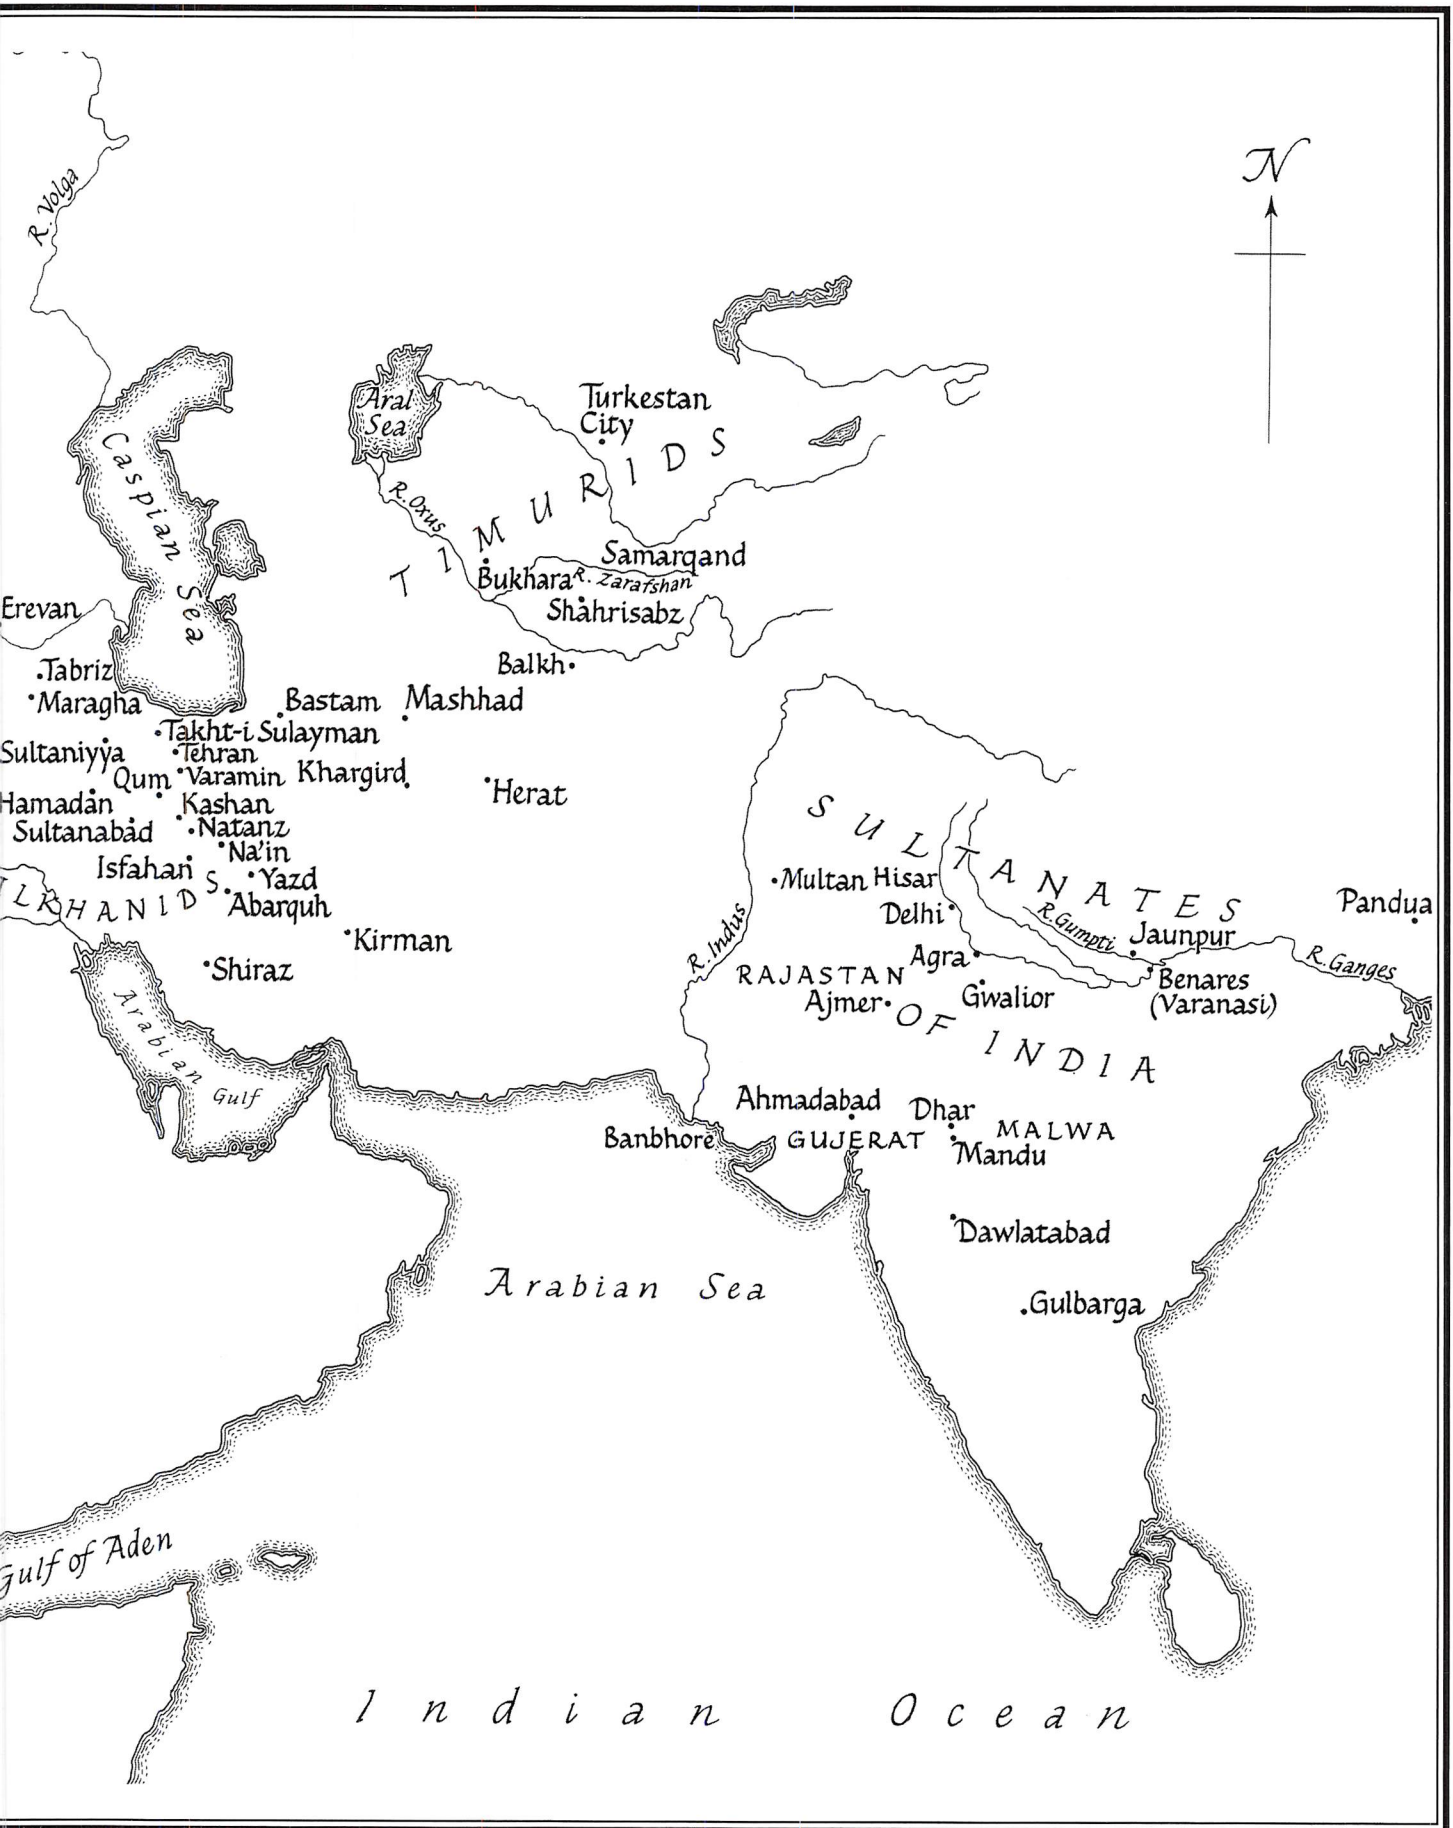 N
R. Volga
Turkestan
City
Aral
Sea
Caspian Sea
TIMURIDS
R. Oxus
Samarqand
Bukhara
R. Zarafshan
Shahrisabz
Erevan
Balkh
Tabriz
Maragha
Bastam
Mashhad
Takht-i Sulayman
Sultaniyya
Tehran
Qum
Varamin
Khargird
Herat
Hamadan
Kashan
Sultanabad
Natanz
Na'in
Isfahan
Yazd
ILKHANIDS
Abarquh
Kirman
Shiraz
SULTANATES
OF INDIA
Multan
Hisar
Delhi
Pandua
R. Gumpti
Jaunpur
R. Indus
Agra
R. Ganges
RAJASTAN
Benares
(Varanasi)
Ajmer
Gwalior
Arabian
Gulf
Ahmadabad
Dhar
MALWA
Banbhore
GUJERAT
Mandu
Dawlatabad
Arabian Sea
Gulbarga
Gulf of Aden
Indian Ocean